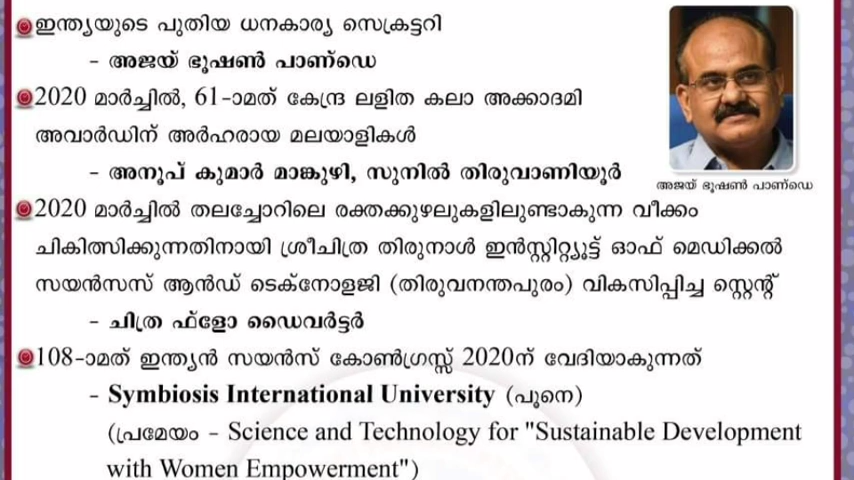 ഇന്ത്യയുടെ പുതിയ ധനകാര്യ സെക്രട്ടറി
- അജയ് ഭൂഷൺ പാണ്ഡെ
2020 മാർച്ചിൽ, 61-ാമത് കേന്ദ്ര ലളിത കലാ അക്കാദമി
അവാർഡിന് അർഹരായ മലയാളികൾ
- അനൂപ് കുമാർ മാങ്കുഴി, സുനിൽ തിരുവാണിയൂർ
അജയ് ഭൂഷൺ പാണ്ഡെ
2020 മാർച്ചിൽ തലച്ചോറിലെ രക്തക്കുഴലുകളിലുണ്ടാകുന്ന വീക്കം
ചികിത്സിക്കുന്നതിനായി ശ്രീചിത്ര തിരുനാൾ ഇൻസ്റ്റിറ്റ്യൂട്ട് ഓഫ് മെഡിക്കൽ
സയൻസസ് ആൻഡ് ടെക്നോളജി (തിരുവനന്തപുരം) വികസിപ്പിച്ച സ്റ്റെന്റ്
- ചിത്ര ഫ്ളോ ഡൈവർട്ടർ
108-ാമത് ഇന്ത്യൻ സയൻസ് കോൺഗ്രസ്സ് 2020ന് വേദിയാകുന്നത്
- Symbiosis International University (പൂനെ)
(പ്രമേയം - Science and Technology for "Sustainable Development
with Women Empowerment")